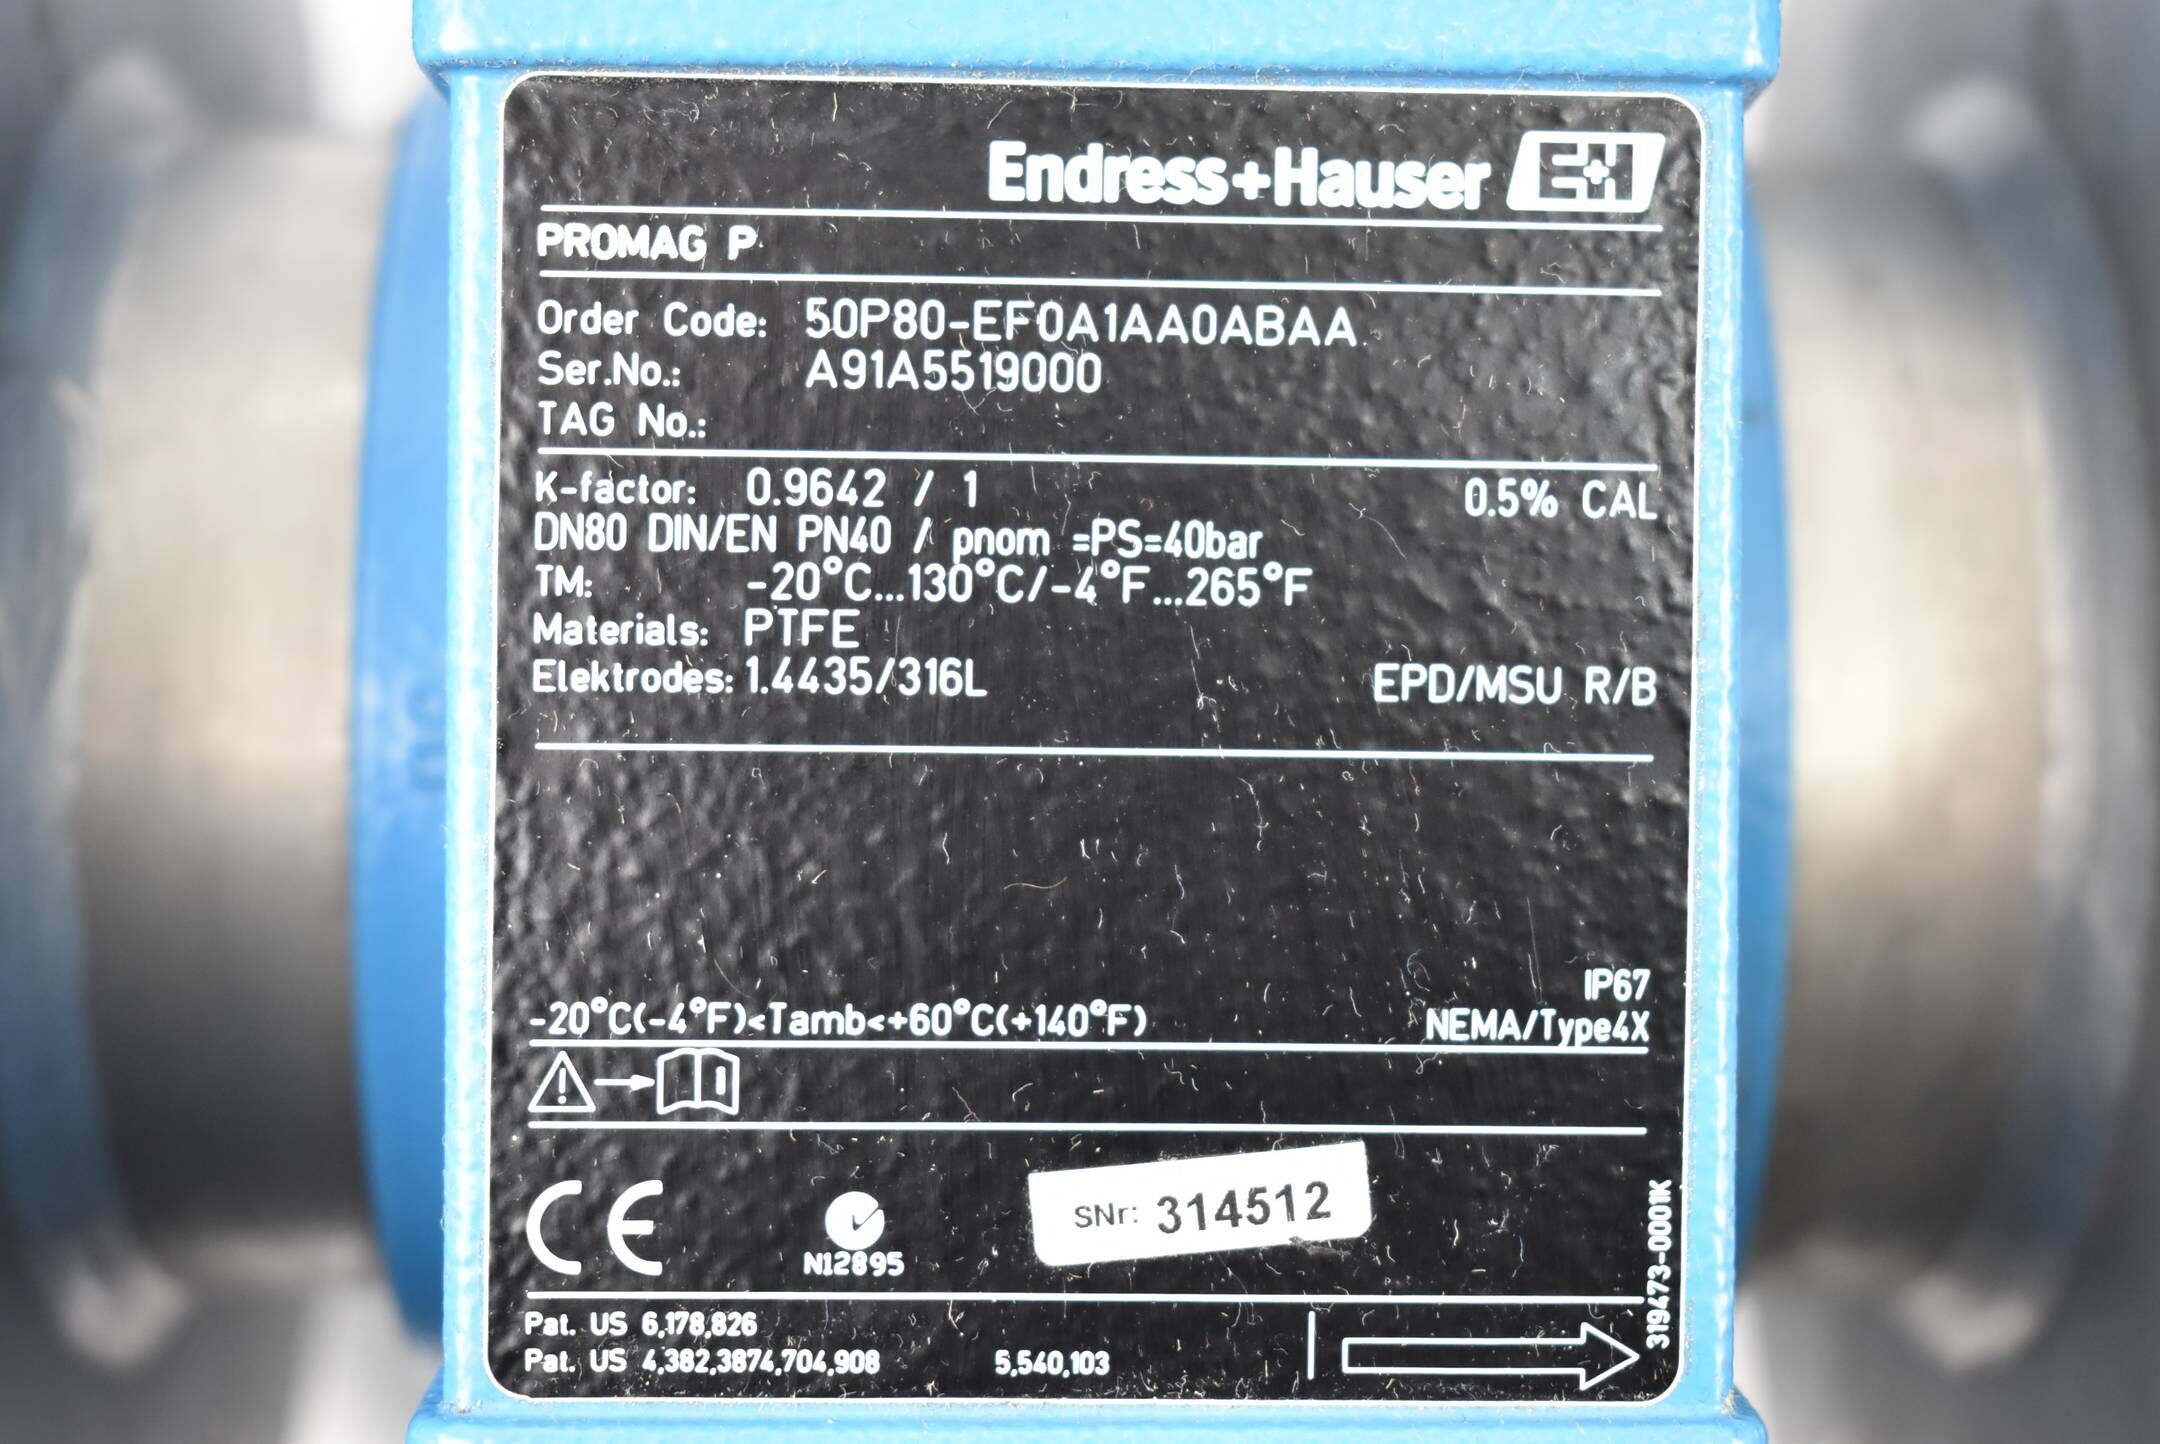 Endress+Hauser E+H
PROMAG P
Order Code: 50P80-EF0A1AA0ABAA
Ser.No.: A91A5519000
TAG No.:
K-factor: 0.9642 / 1 0.5% CAL
DN80 DIN/EN PN40 / pnom =PS=40bar
TM: -20°C...130°C/-4°F...265°F
Materials: PTFE
Elektrodes: 1.4435/316L EPD/MSU R/B
IP67
-20°C(-4°F)<Tamb<+60°C(+140°F) NEMA/Type4X
CE
N12895
SNr: 314512
319473-0001K
Pat. US 6,178,826
Pat. US 4,382,3874,704,908 5,540,103